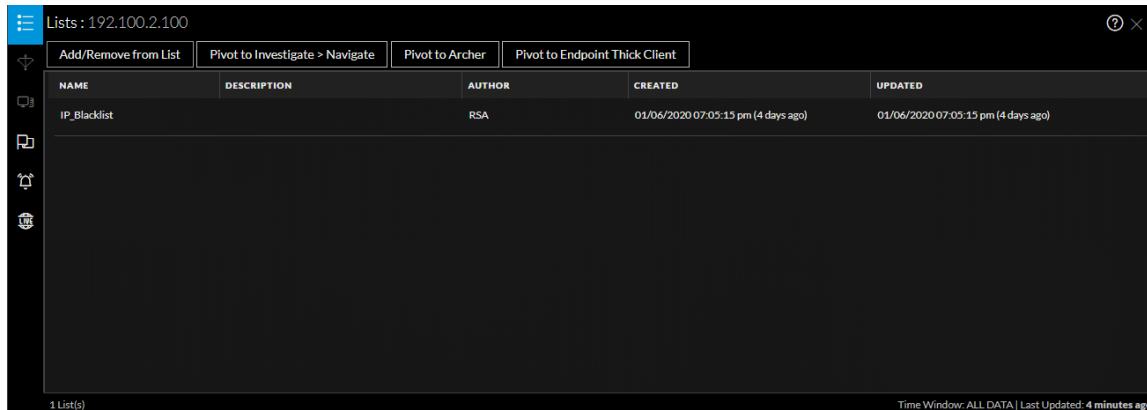 Lists : 192.100.2.100
Add/Remove from List Pivot to Investigate > Navigate Pivot to Archer Pivot to Endpoint Thick Client
NAME DESCRIPTION AUTHOR CREATED UPDATED
IP_Blacklist RSA 01/06/2020 07:05:15 pm (4 days ago) 01/06/2020 07:05:15 pm (4 days ago)
LIVE
1 List(s) Time Window: ALL DATA | Last Updated: 4 minutes ago